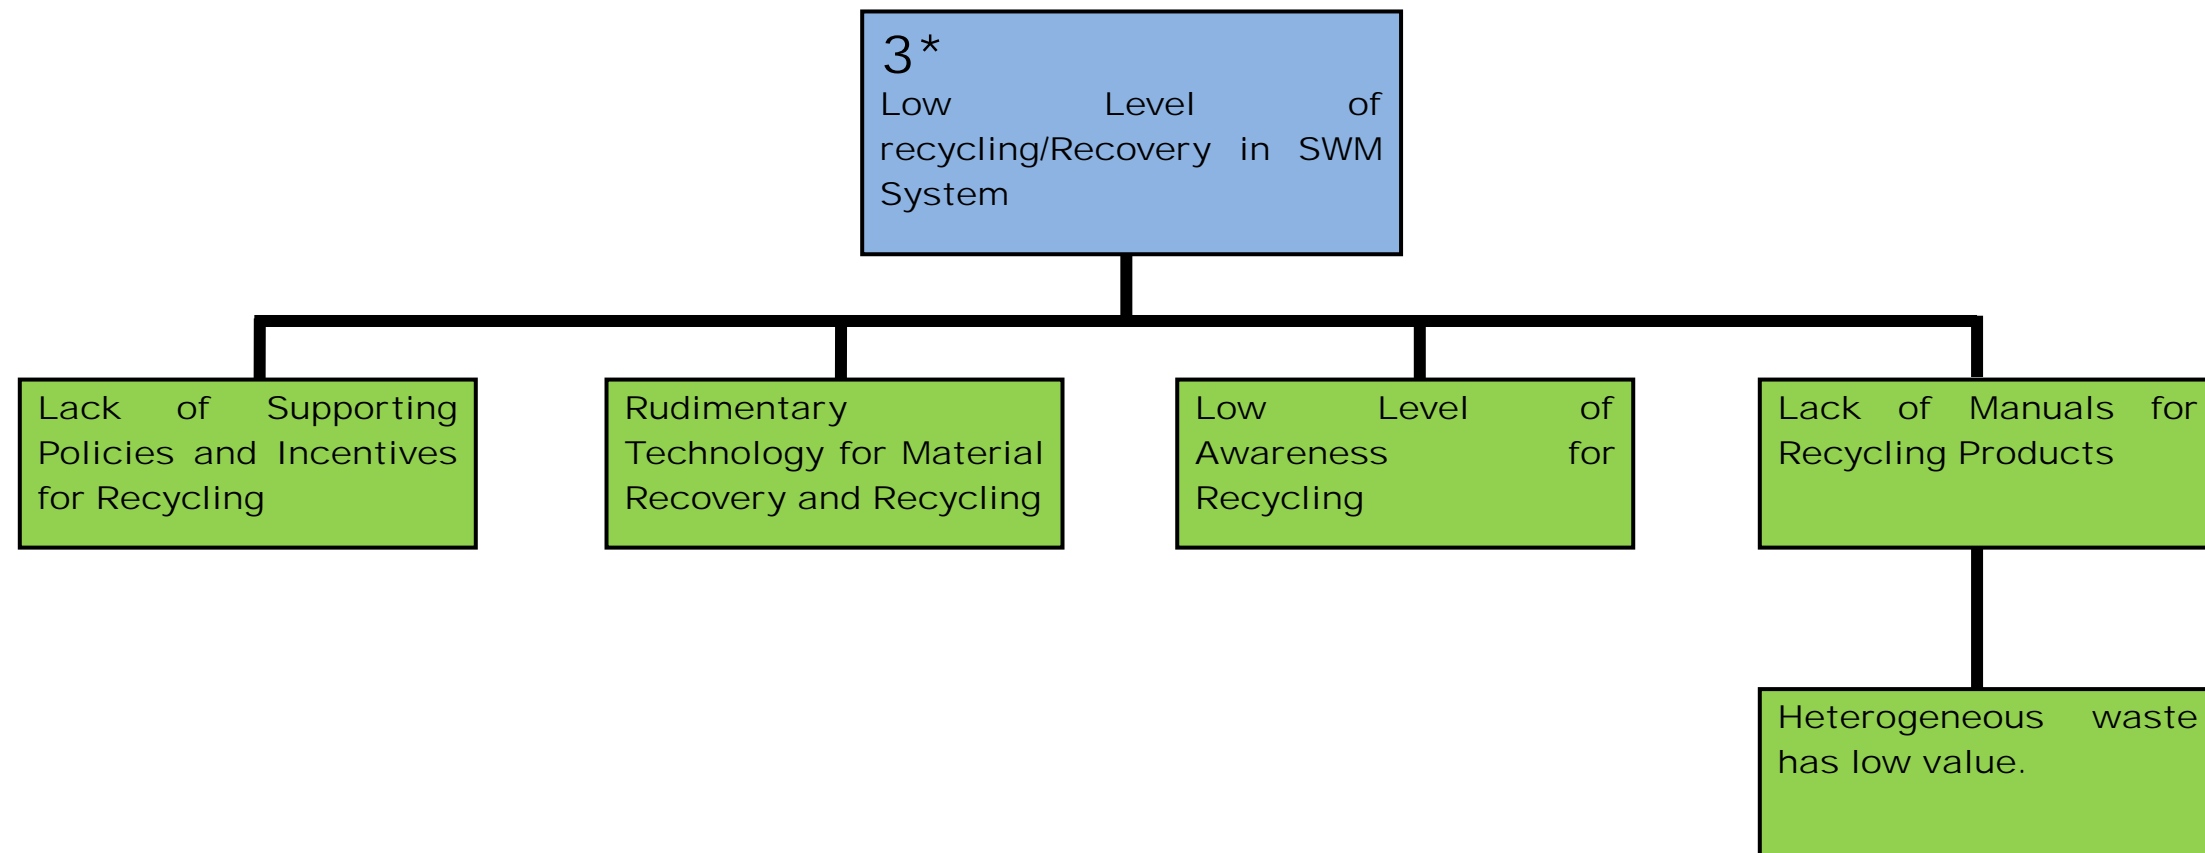 3*
Low Level of
recycling/Recovery in SWM
System
Lack of Supporting
Policies and Incentives
for Recycling
Rudimentary
Technology for Material
Recovery and Recycling
Low Level of
Awareness for
Recycling
Lack of Manuals for
Recycling Products
Heterogeneous waste
has low value.